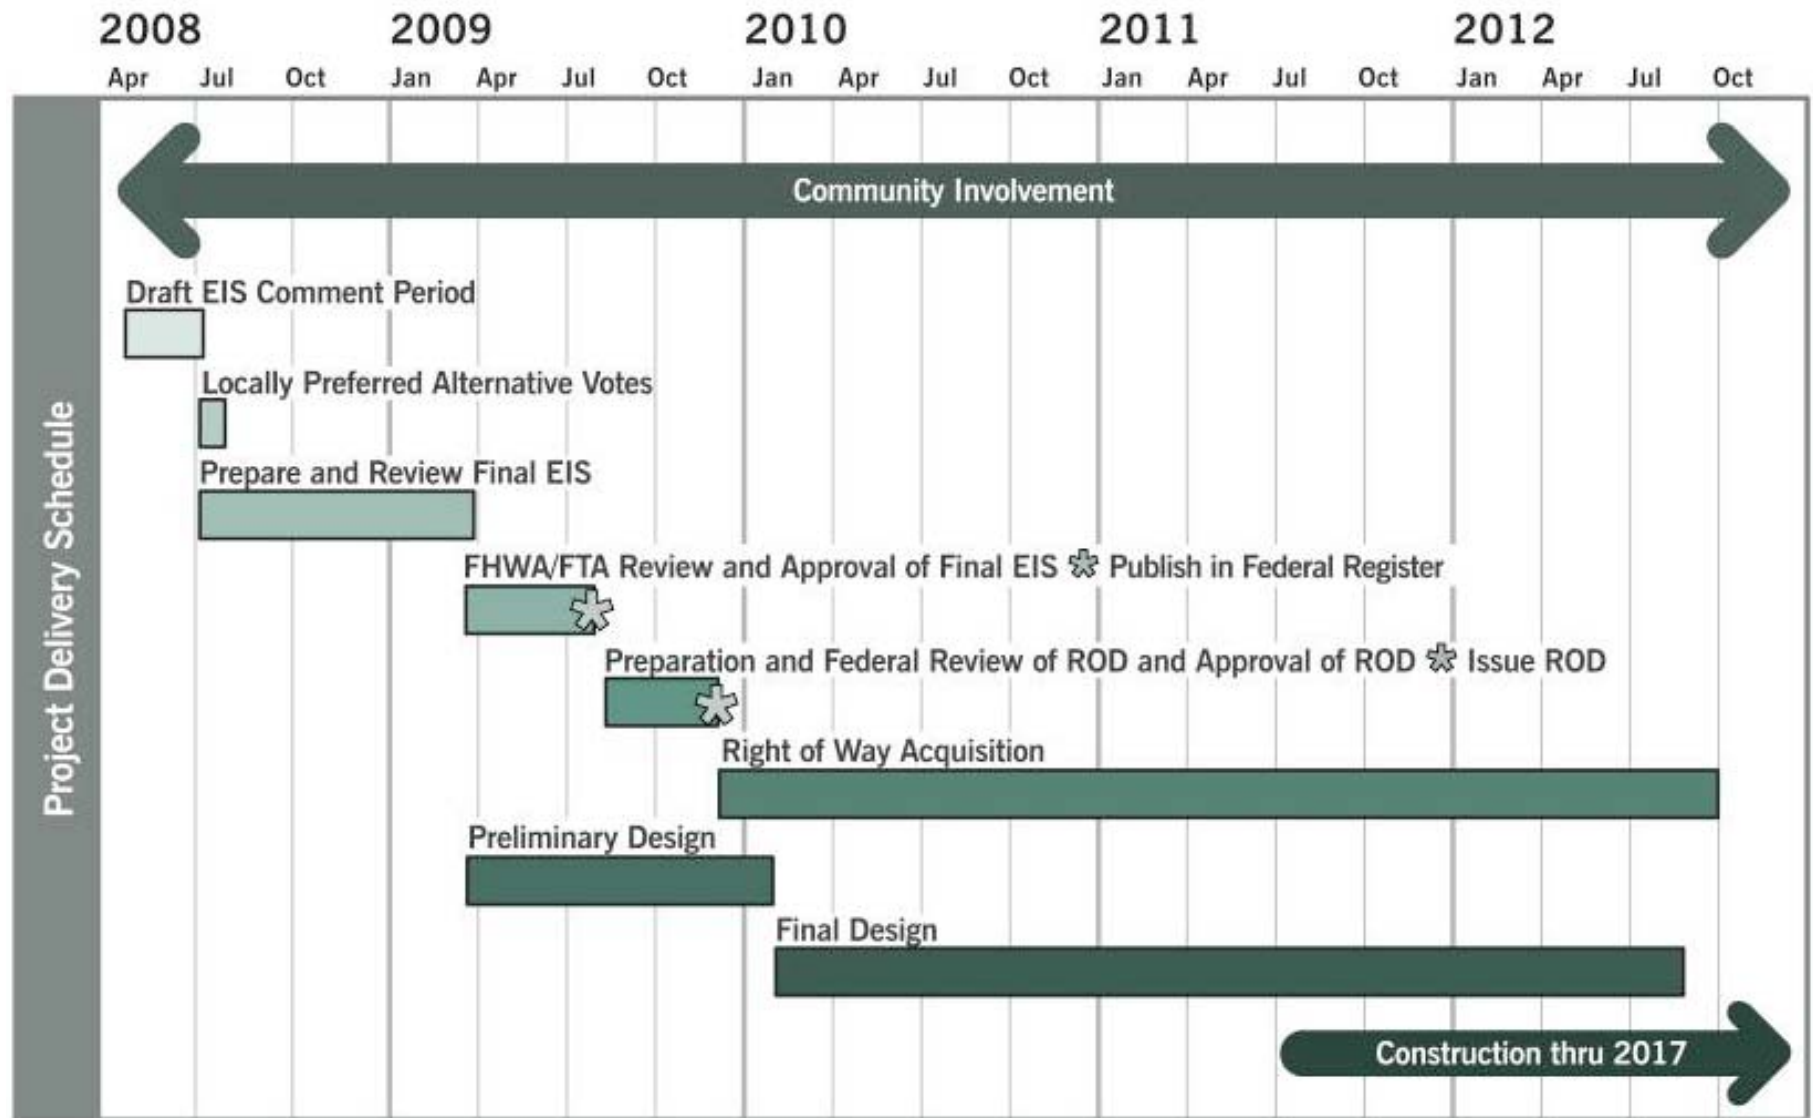 2008 2009 2010 2011 2012
Apr Jul Oct Jan Apr Jul Oct Jan Apr Jul Oct Jan Apr Jul Oct Jan Apr Jul Oct
Project Delivery Schedule
Community Involvement
Draft EIS Comment Period
Locally Preferred Alternative Votes
Prepare and Review Final EIS
FHWA/FTA Review and Approval of Final EIS * Publish in Federal Register
Preparation and Federal Review of ROD and Approval of ROD * Issue ROD
Right of Way Acquisition
Preliminary Design
Final Design
Construction thru 2017